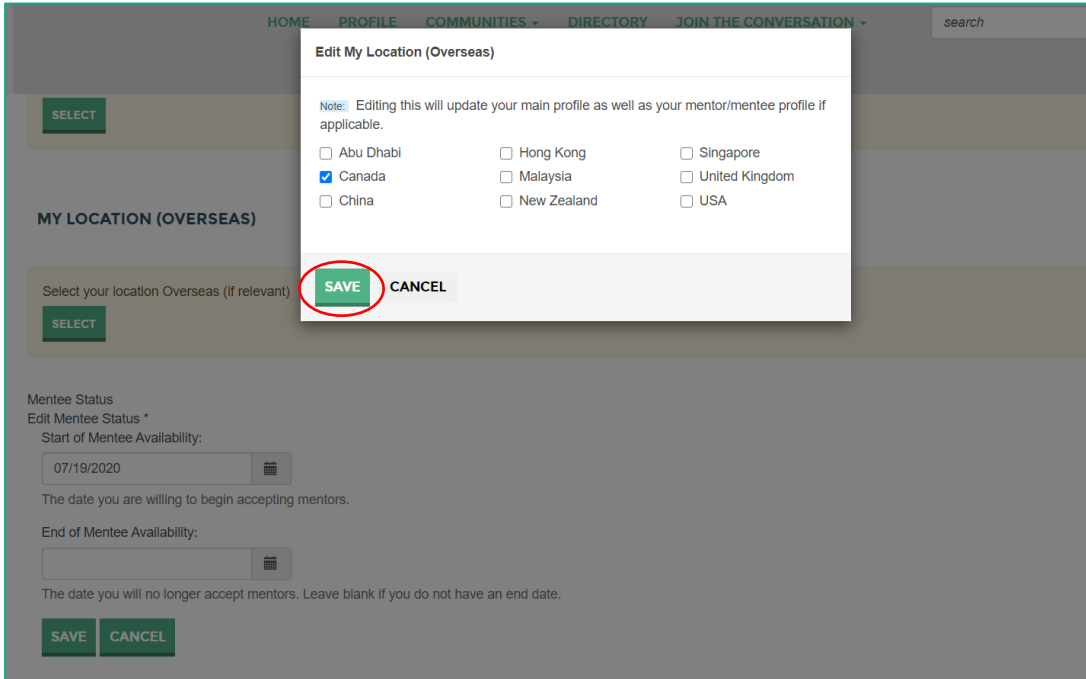 HOME PROFILE COMMUNITIES DIRECTORY JOIN THE CONVERSATION search
Edit My Location (Overseas)
Note: Editing this will update your main profile as well as your mentor/mentee profile if
applicable.
SELECT
Abu Dhabi Hong Kong Singapore
Canada Malaysia United Kingdom
China New Zealand USA
MY LOCATION (OVERSEAS)
SAVE CANCEL
Select your location Overseas (if relevant)
SELECT
Mentee Status
Edit Mentee Status *
Start of Mentee Availability:
07/19/2020
The date you are willing to begin accepting mentors.
End of Mentee Availability:
The date you will no longer accept mentors. Leave blank if you do not have an end date.
SAVE CANCEL